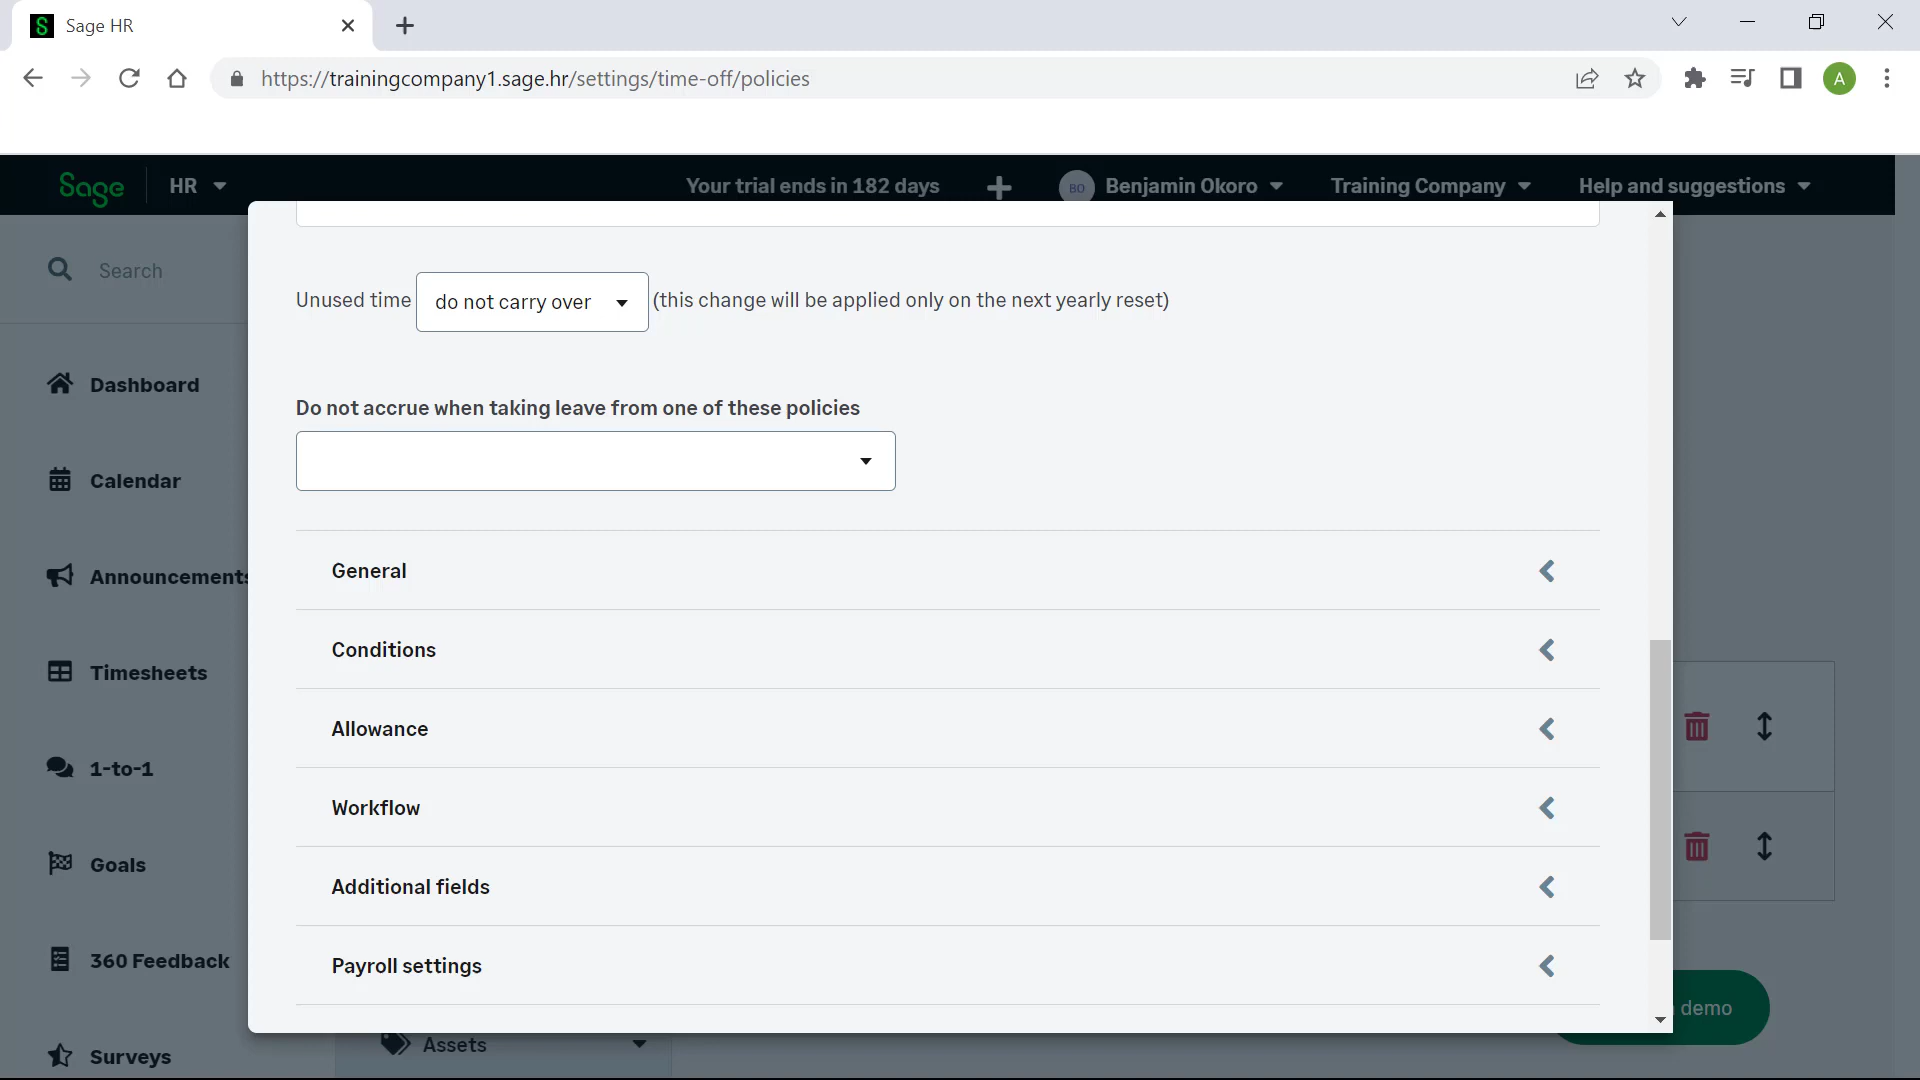 Sage HR
https://trainingcompany1.sage.hr/settings/time-off/policies
A
Sage
HR
Your trial ends in 182 days
BO
Benjamin Okoro
Training Company
Help and suggestions
Search
Unused time do not carry over (this change will be applied only on the next yearly reset)
Dashboard
Do not accrue when taking leave from one of these policies
Calendar
General
Announcements
Conditions
Timesheets
Allowance
1-to-1
Workflow
Goals
Additional fields
360 Feedback
Payroll settings
demo
Assets
Surveys